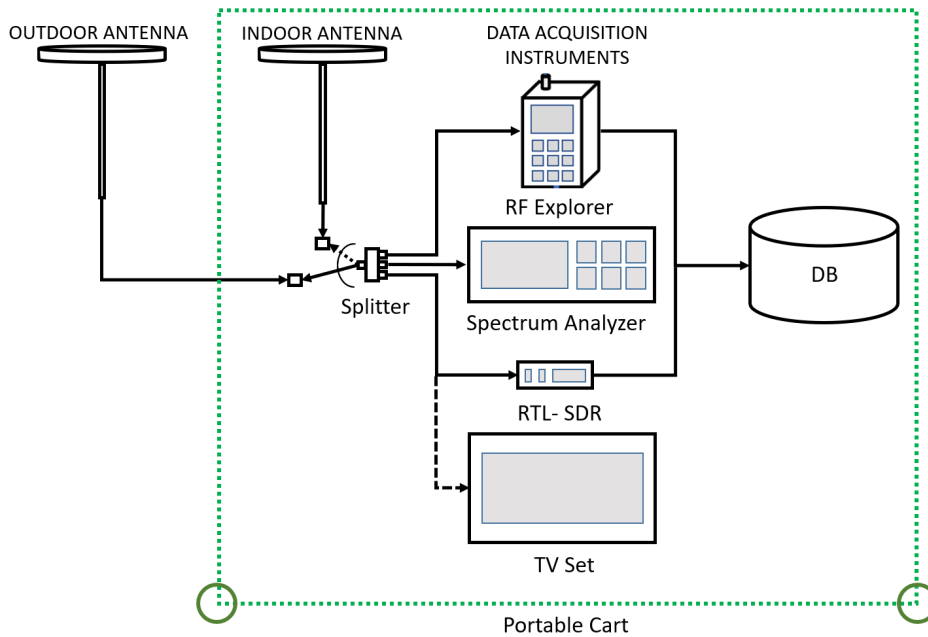 OUTDOOR ANTENNA
INDOOR ANTENNA
DATA ACQUISITION
INSTRUMENTS
RF Explorer
Splitter
Spectrum Analyzer
DB
RTL- SDR
TV Set
Portable Cart